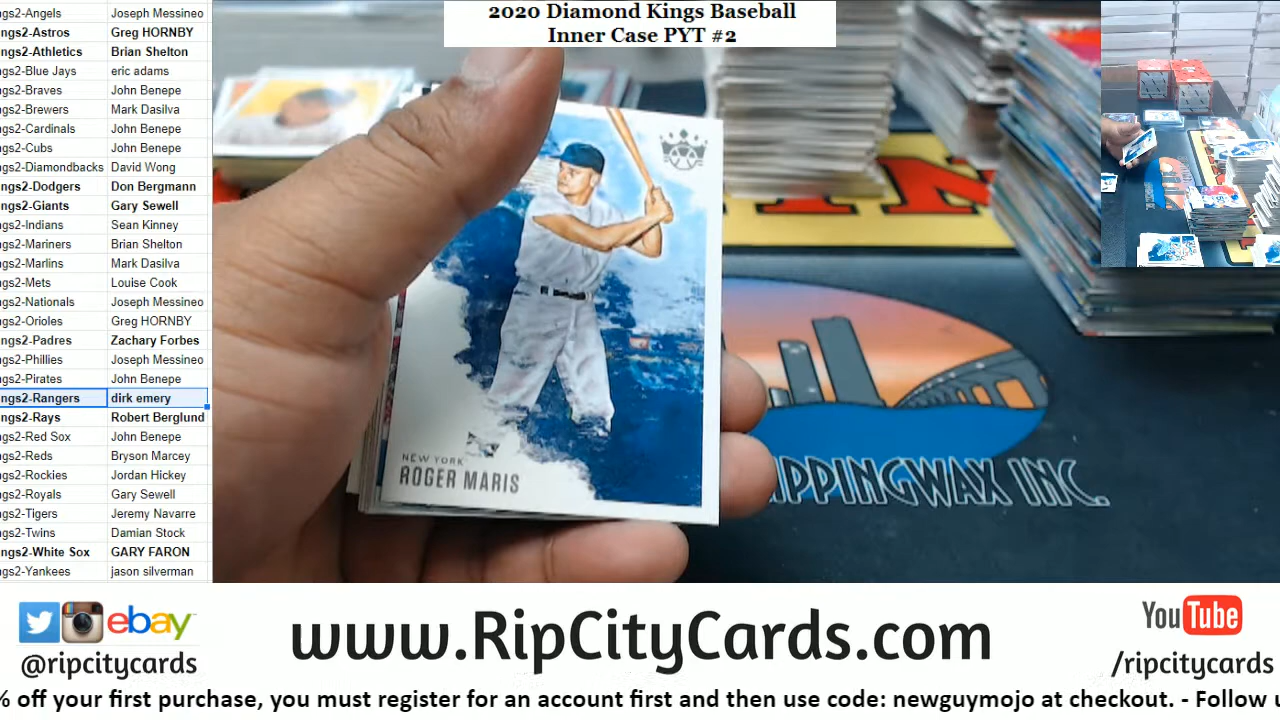 2020 Diamond Kings Baseball
Inner Case PYT #2
ngs2-Angels Joseph Messineo
ngs2-Astros Greg HORNBY
ngs2-Athletics Brian Shelton
ngs2-Blue Jays eric adams
ngs2-Braves John Benepe
ngs2-Brewers Mark Dasilva
ngs2-Cardinals John Benepe
ngs2-Cubs John Benepe
ngs2-Diamondbacks David Wong
ngs2-Dodgers Don Bergmann
ngs2-Giants Gary Sewell
ngs2-Indians Sean Kinney
ngs2-Mariners Brian Shelton
ngs2-Marlins Mark Dasilva
ngs2-Mets Louise Cook
ngs2-Nationals Joseph Messineo
ngs2-Orioles Greg HORNBY
ngs2-Padres Zachary Forbes
ngs2-Phillies Joseph Messineo
ngs2-Pirates John Benepe
ngs2-Rangers dirk emery
ngs2-Rays Robert Berglund
ngs2-Red Sox John Benepe
ngs2-Reds Bryson Marcey
ngs2-Rockies Jordan Hickey
ngs2-Royals Gary Sewell
ngs2-Tigers Jeremy Navarre
ngs2-Twins Damian Stock
ngs2-White Sox GARY FARON
ngs2-Yankees jason silverman
NEW YORK
ROGER MARIS
IPPINGWAX INC.
ebay
@ripcitycards
www.RipCityCards.com
YouTube
/ripcitycards
% off your first purchase, you must register for an account first and then use code: newguymojo at checkout. - Follow u